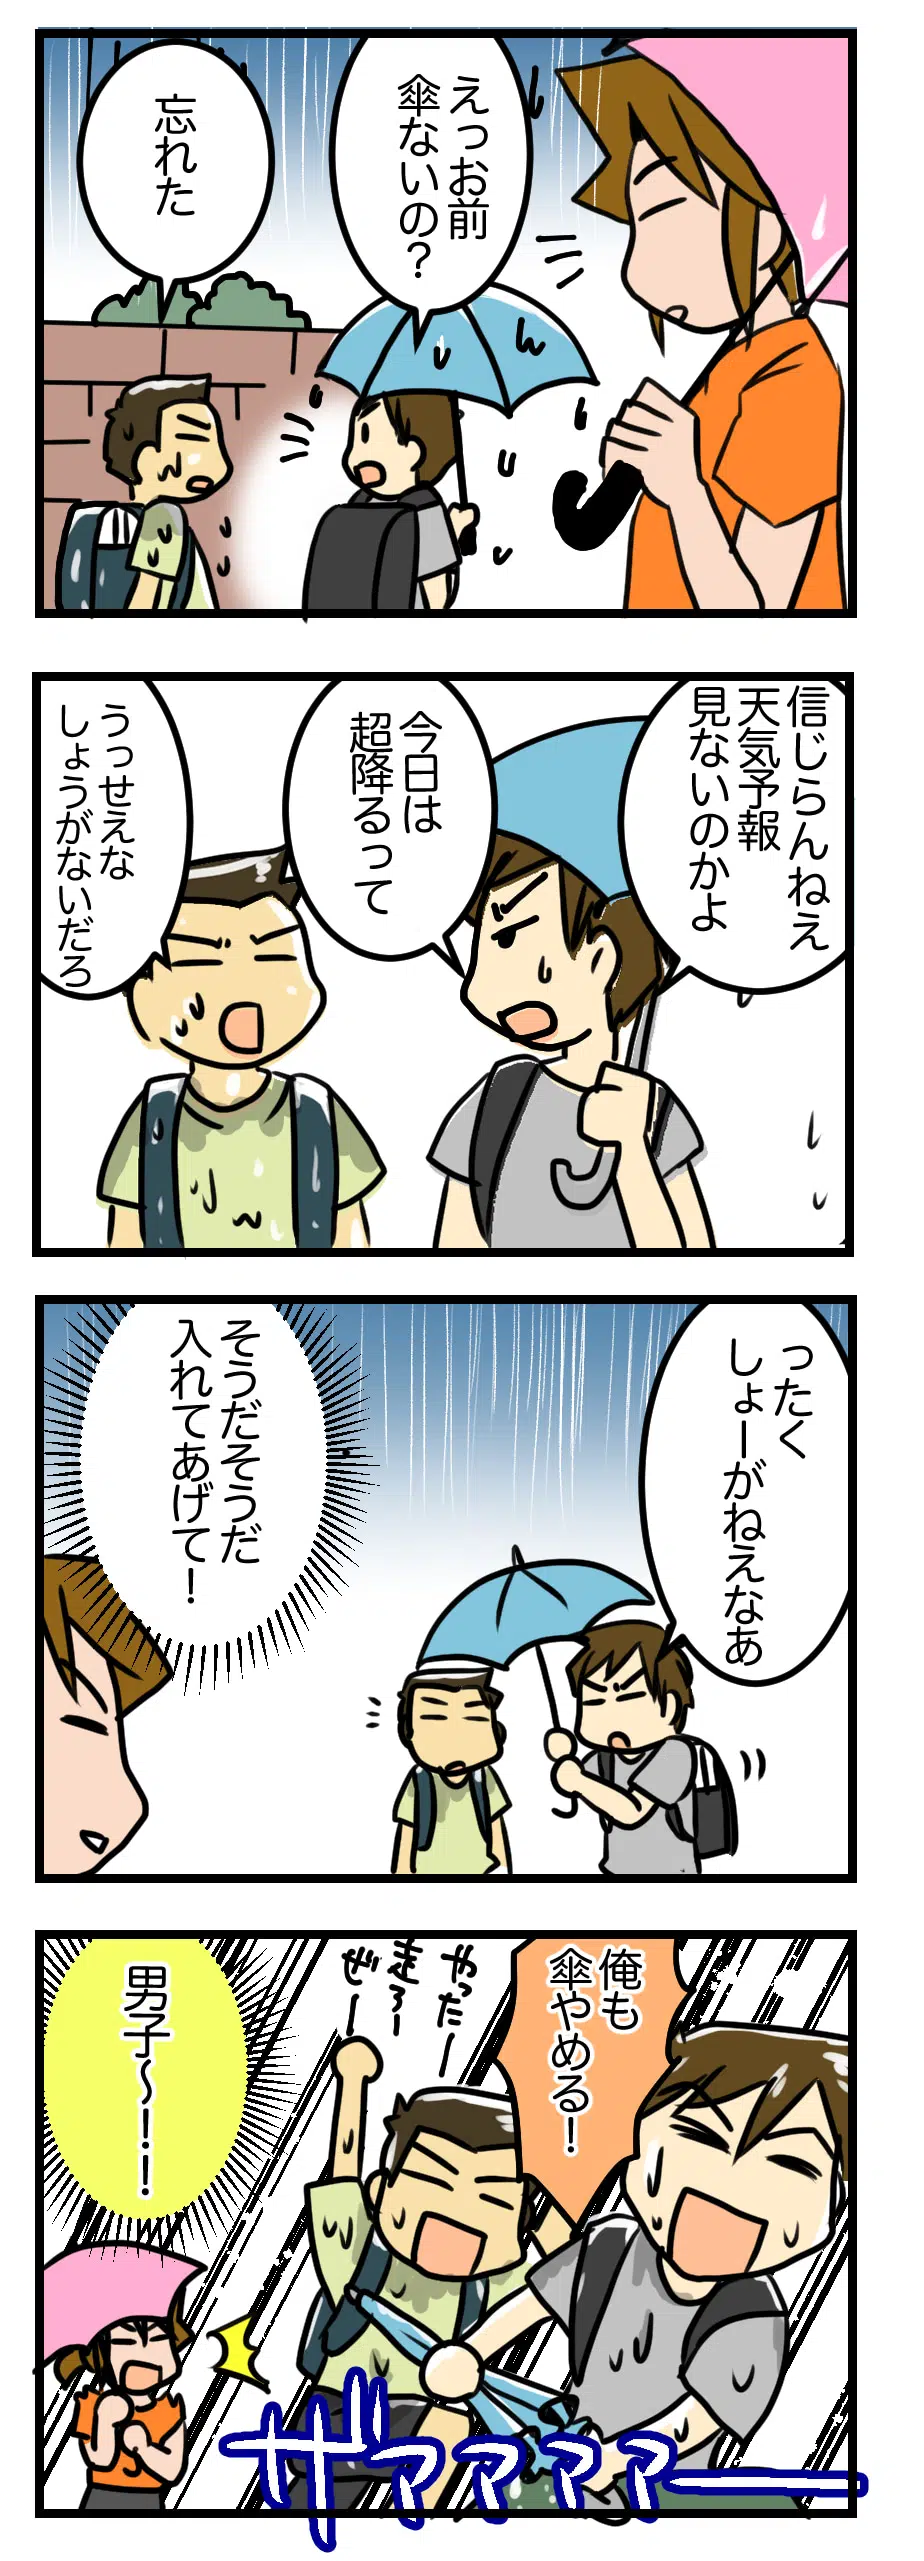 えっお前
傘ないの？
忘れた
信じらんねえ
天気予報
見ないのかよ
今日は
超降るって
うっせえな
しょうがないだろ
ったく
しょーがねえなあ
そうだそうだ
入れてあげて！
俺も
傘やめる！
やったー
走ろー
ぜー
男子〜！！
ザァァァァー